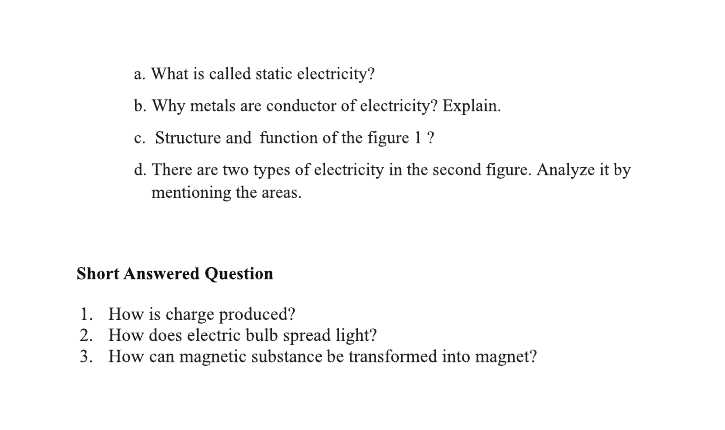 a. What is called static electricity?
b. Why metals are conductor of electricity? Explain.
c. Structure and function of the figure 1 ?
d. There are two types of electricity in the second figure. Analyze it by
mentioning the areas.
Short Answered Question
1. How is charge produced?
2. How does electric bulb spread light?
3. How can magnetic substance be transformed into magnet?